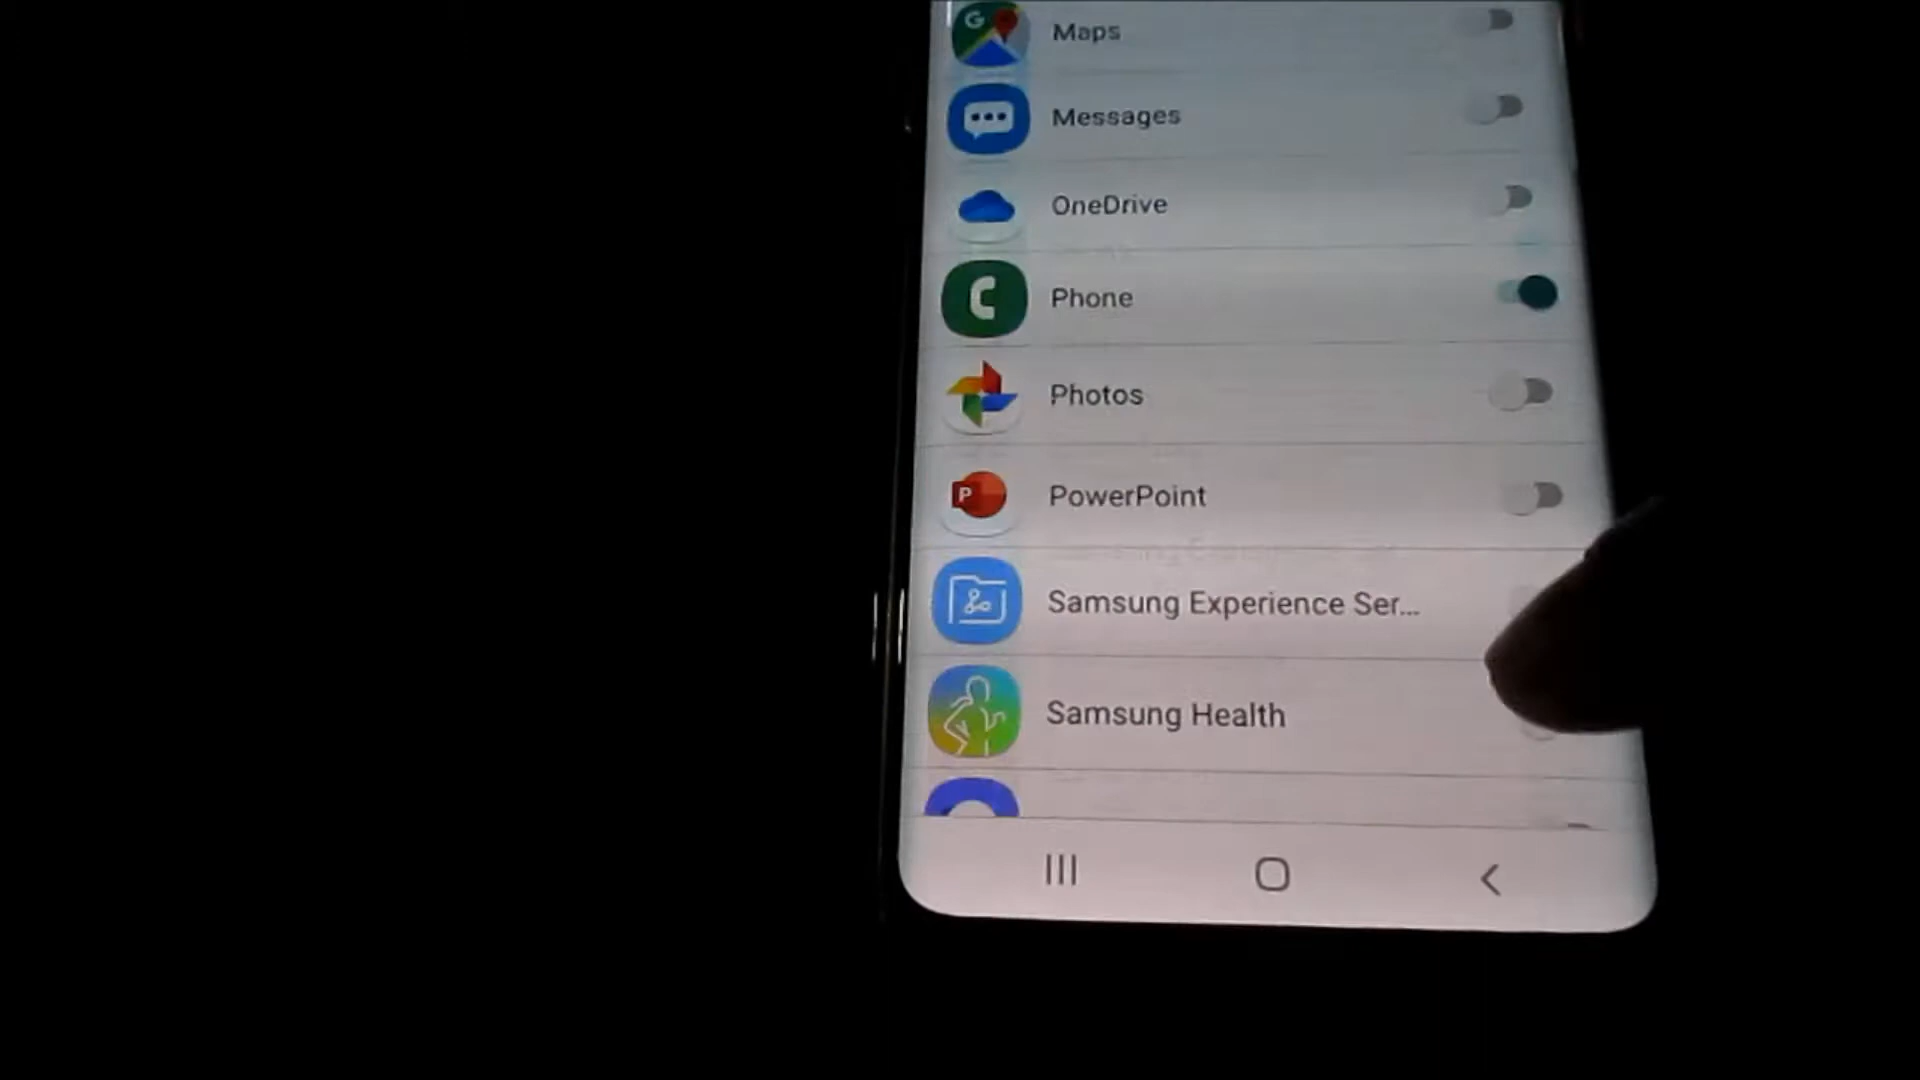 G
Maps
Messages
OneDrive
Phone
Photos
P
PowerPoint
Samsung Experience Ser...
Samsung Health